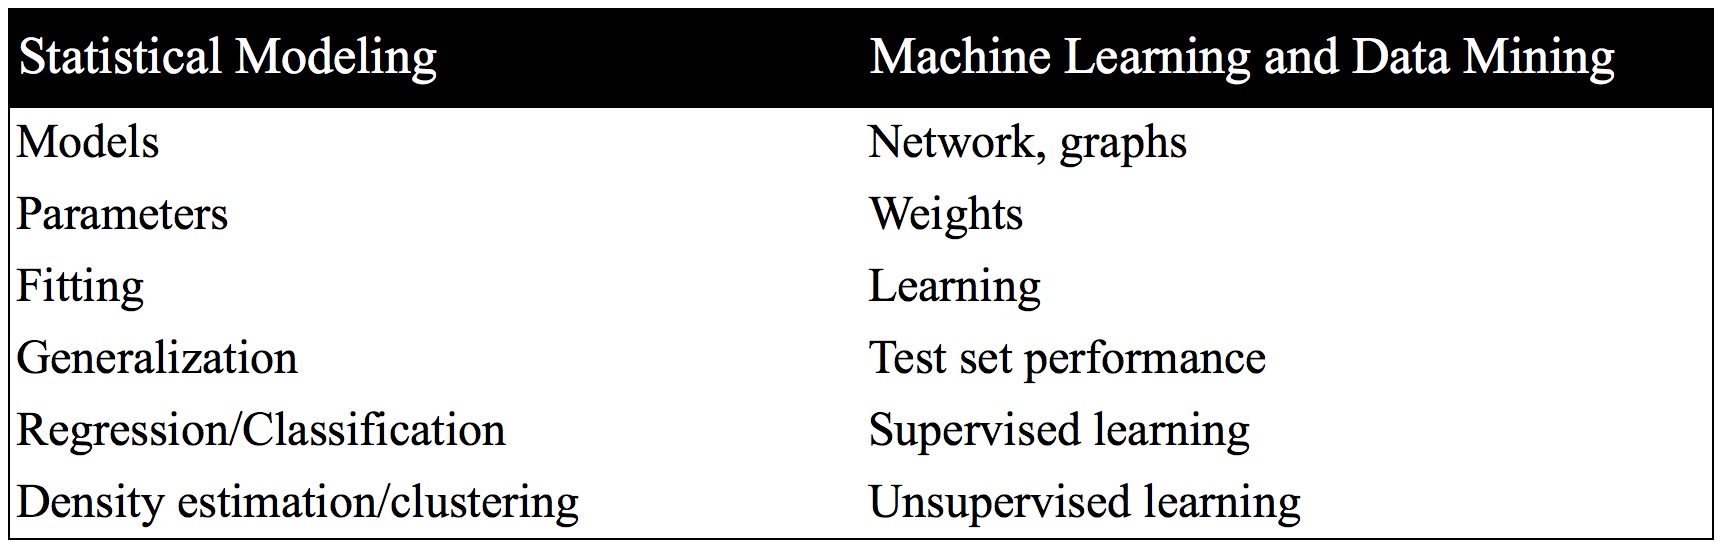 Statistical Modeling Machine Learning and Data Mining
Models Network, graphs
Parameters Weights
Fitting Learning
Generalization Test set performance
Regression/Classification Supervised learning
Density estimation/clustering Unsupervised learning